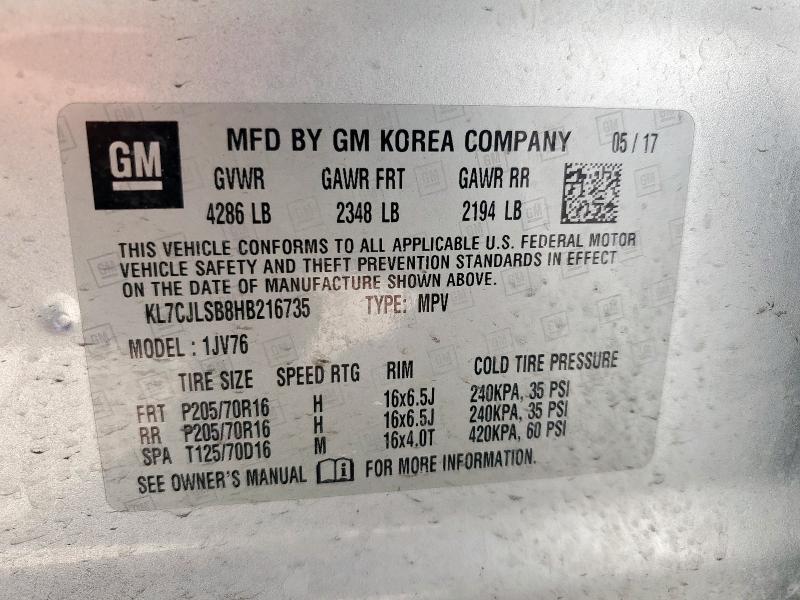 GM
MFD BY GM KOREA COMPANY 05 / 17
GVWR GAWR FRT GAWR RR
4286 LB 2348 LB 2194 LB
THIS VEHICLE CONFORMS TO ALL APPLICABLE U.S. FEDERAL MOTOR
VEHICLE SAFETY AND THEFT PREVENTION STANDARDS IN EFFECT
ON THE DATE OF MANUFACTURE SHOWN ABOVE.
KL7CJLSB8HB216735 TYPE: MPV
MODEL : 1JV76
TIRE SIZE SPEED RTG RIM COLD TIRE PRESSURE
FRT P205/70R16 H 16x6.5J 240KPA, 35 PSI
RR P205/70R16 H 16x6.5J 240KPA, 35 PSI
SPA T125/70D16 M 16x4.0T 420KPA, 60 PSI
SEE OWNER'S MANUAL FOR MORE INFORMATION.